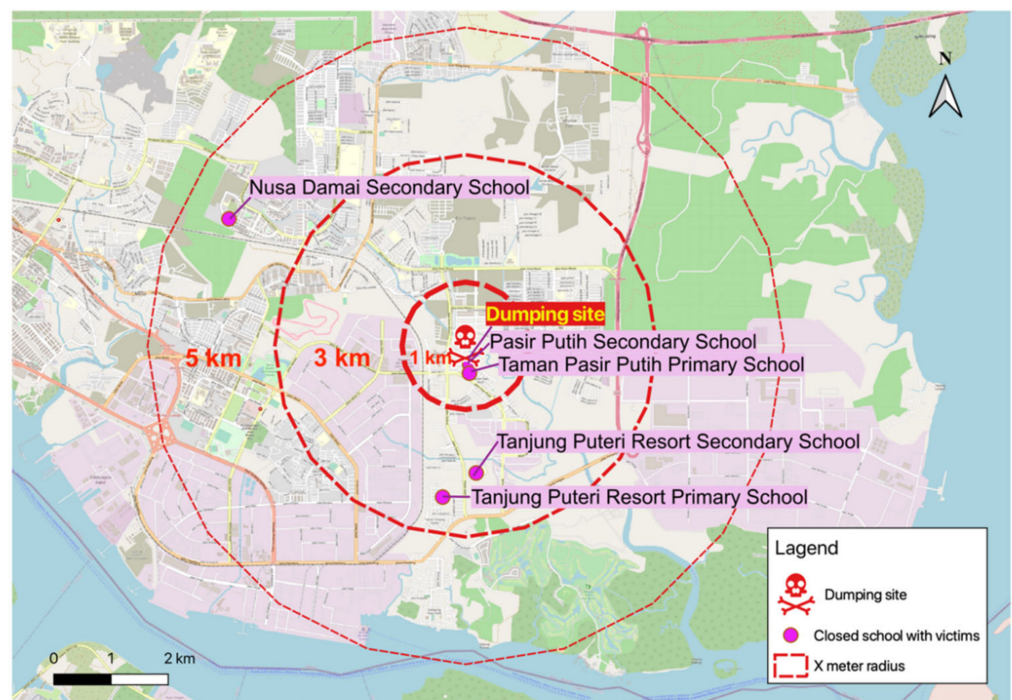 N
Nusa Damai Secondary School
Dumping site
Pasir Putih Secondary School
5 km
3 km
1 km
Taman Pasir Putih Primary School
Tanjung Puteri Resort Secondary School
Tanjung Puteri Resort Primary School
Lagend
Dumping site
Closed school with victims
X meter radius
0 1 2 km